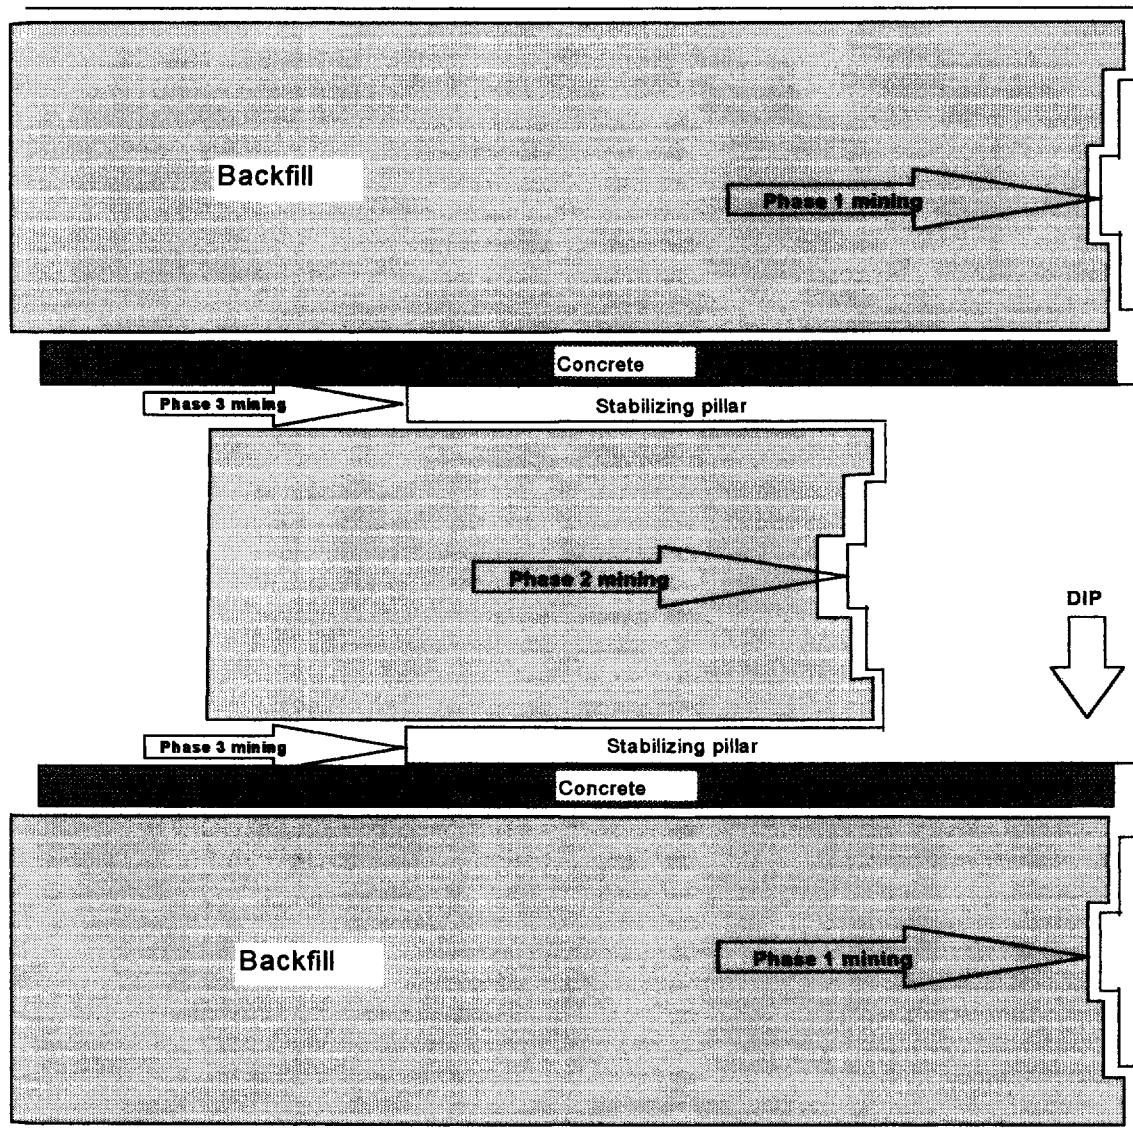 Backfill
Phase 1 mining
Concrete
Phase 3 mining
Stabilizing pillar
Phase 2 mining
DIP
Phase 3 mining
Stabilizing pillar
Concrete
Backfill
Phase 1 mining